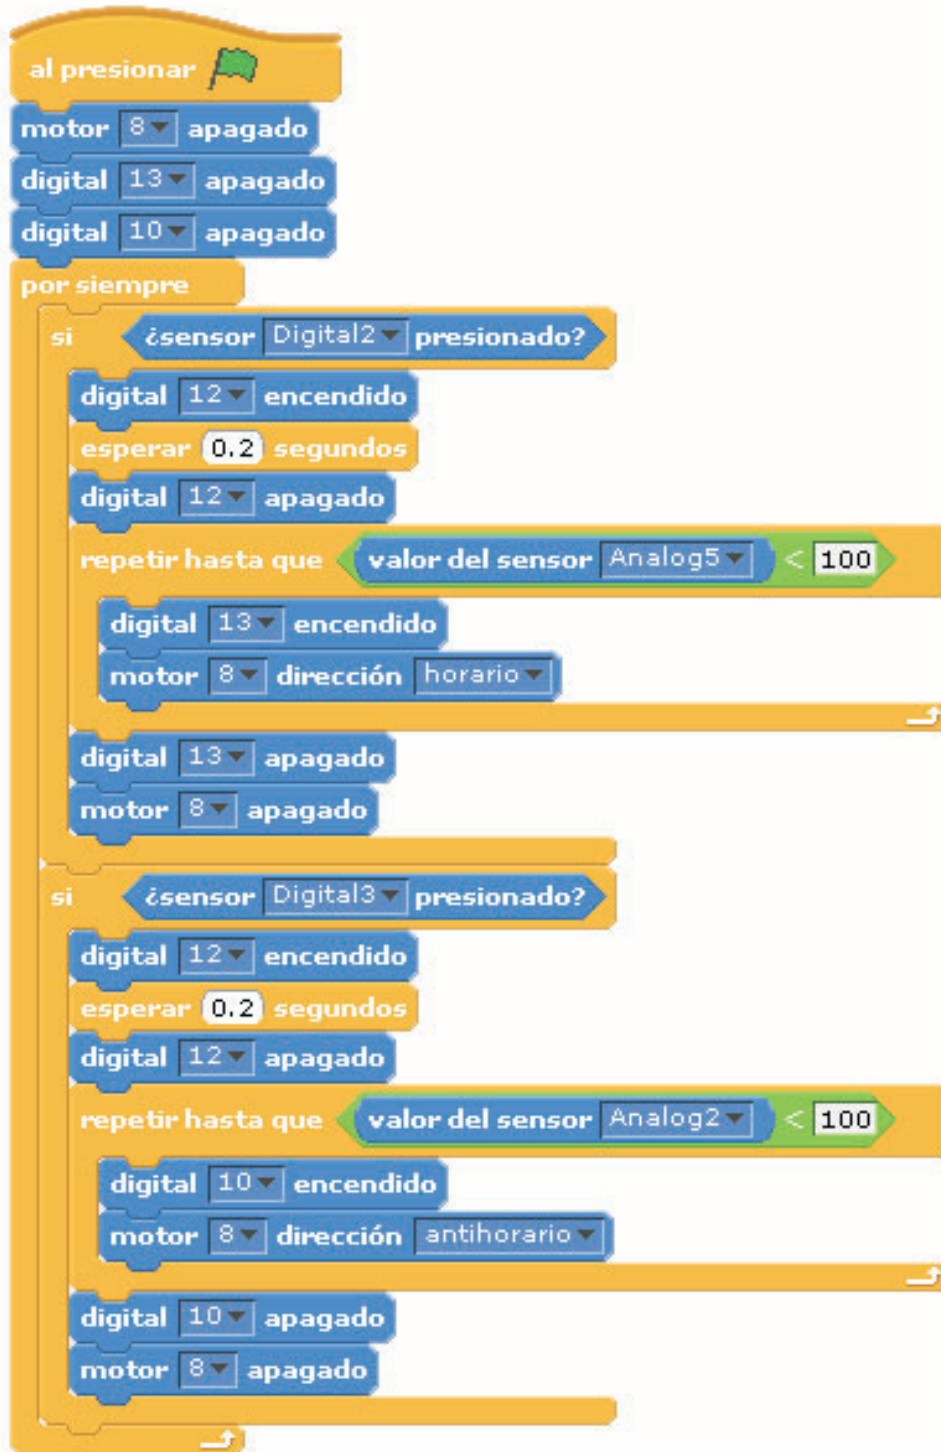 al presionar
motor 8 apagado
digital 13 apagado
digital 10 apagado
por siempre
si ¿sensor Digital2 presionado?
digital 12 encendido
esperar 0.2 segundos
digital 12 apagado
repetir hasta que valor del sensor Analog5 < 100
digital 13 encendido
motor 8 dirección horario
digital 13 apagado
motor 8 apagado
si ¿sensor Digital3 presionado?
digital 12 encendido
esperar 0.2 segundos
digital 12 apagado
repetir hasta que valor del sensor Analog2 < 100
digital 10 encendido
motor 8 dirección antihorario
digital 10 apagado
motor 8 apagado